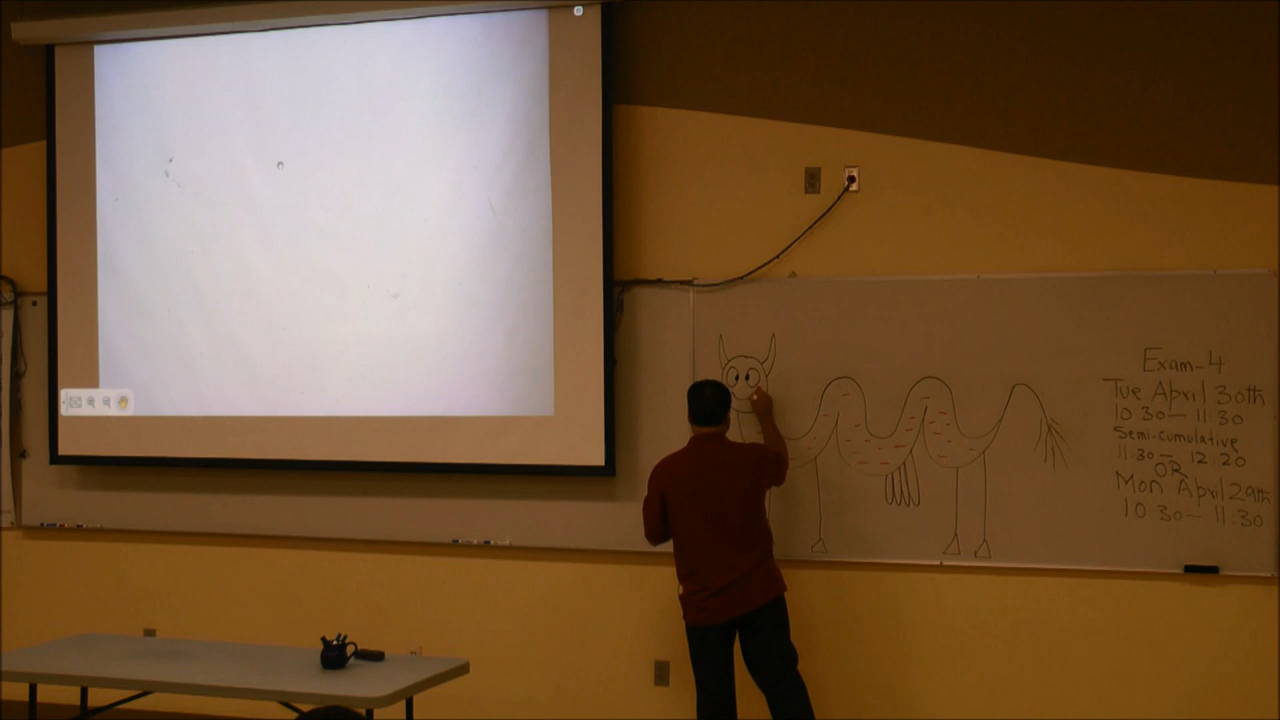 Exam-4
Tue April 30th
10 30 — 11:30
Semi-cumulative
11:30 — 12:20
OR
Mon April 29th
10 30 — 11:30